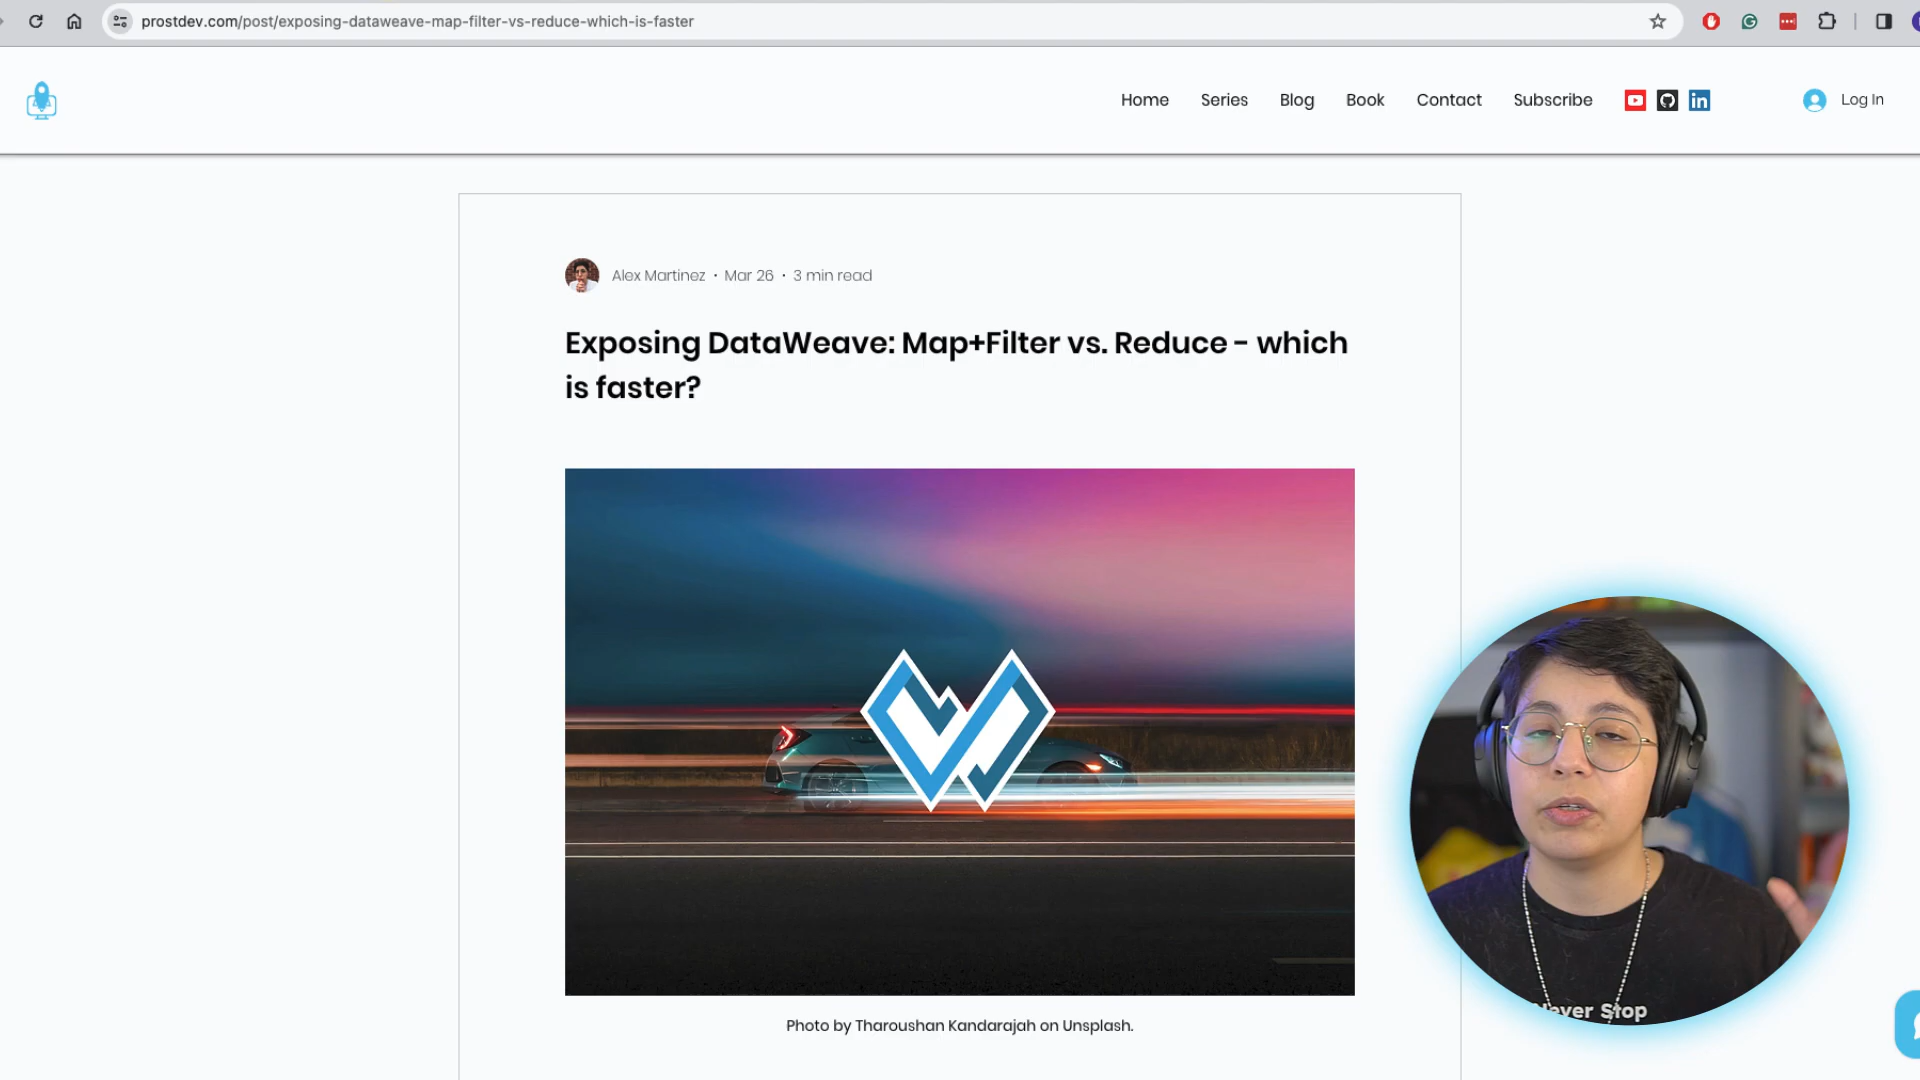 prostdev.com/post/exposing-dataweave-map-filter-vs-reduce-which-is-faster
Home
Series
Blog
Book
Contact
Subscribe
Log In
Alex Martinez · Mar 26 · 3 min read
Exposing DataWeave: Map+Filter vs. Reduce - which
is faster?
Photo by Tharoushan Kandarajah on Unsplash.
Never Stop